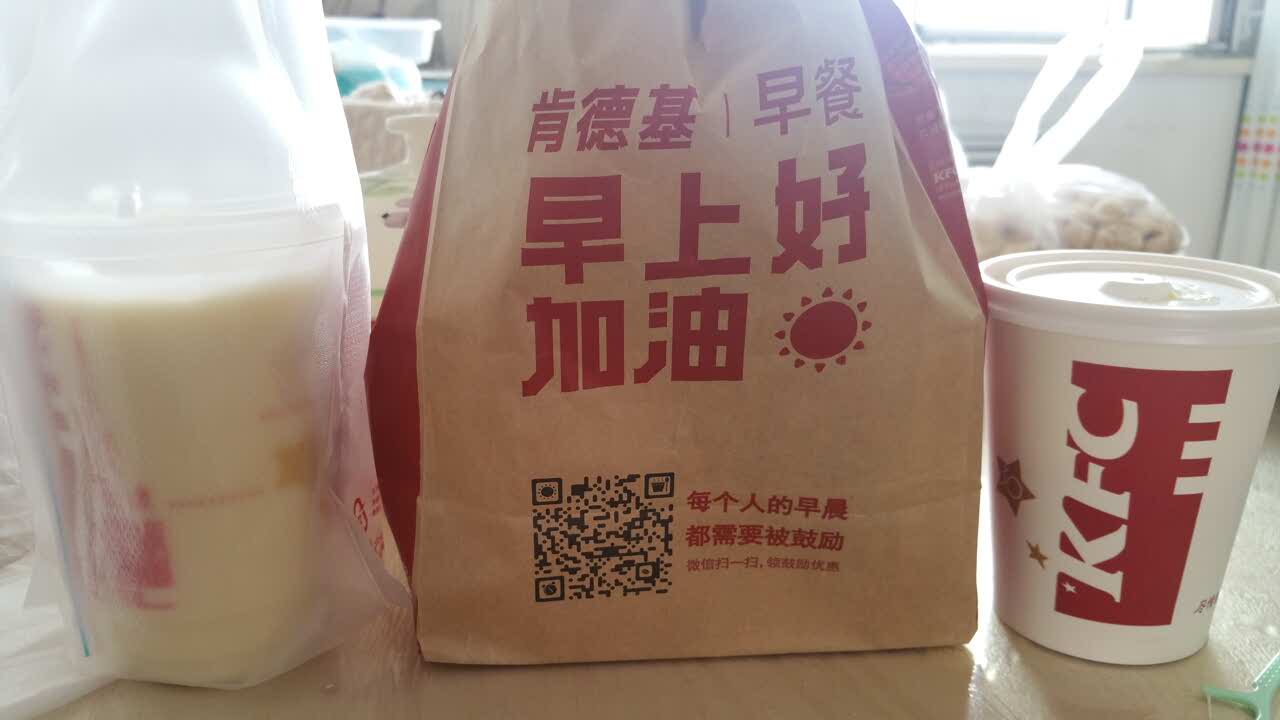 肯德基 | 早餐
早上好
加油
每个人的早晨
都需要被鼓励
微信扫一扫, 领鼓励优惠
KFC
KFC